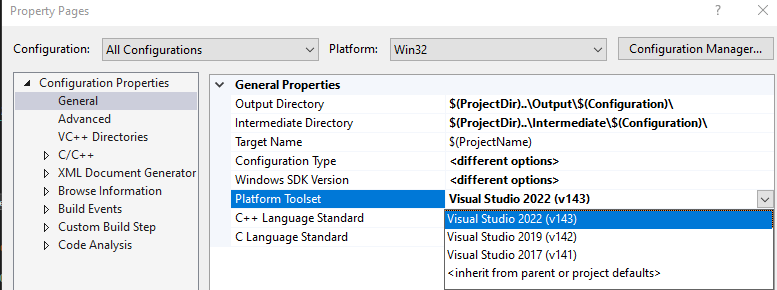 Property Pages ? ×
Configuration: All Configurations Platform: Win32 Configuration Manager...
Configuration Properties
General
Advanced
VC++ Directories
C/C++
XML Document Generator
Browse Information
Build Events
Custom Build Step
Code Analysis
General Properties
Output Directory $(ProjectDir)..\Output\$(Configuration)\
Intermediate Directory $(ProjectDir)..\Intermediate\$(Configuration)\
Target Name $(ProjectName)
Configuration Type <different options>
Windows SDK Version <different options>
Platform Toolset Visual Studio 2022 (v143)
C++ Language Standard
C Language Standard
Visual Studio 2022 (v143)
Visual Studio 2019 (v142)
Visual Studio 2017 (v141)
<inherit from parent or project defaults>